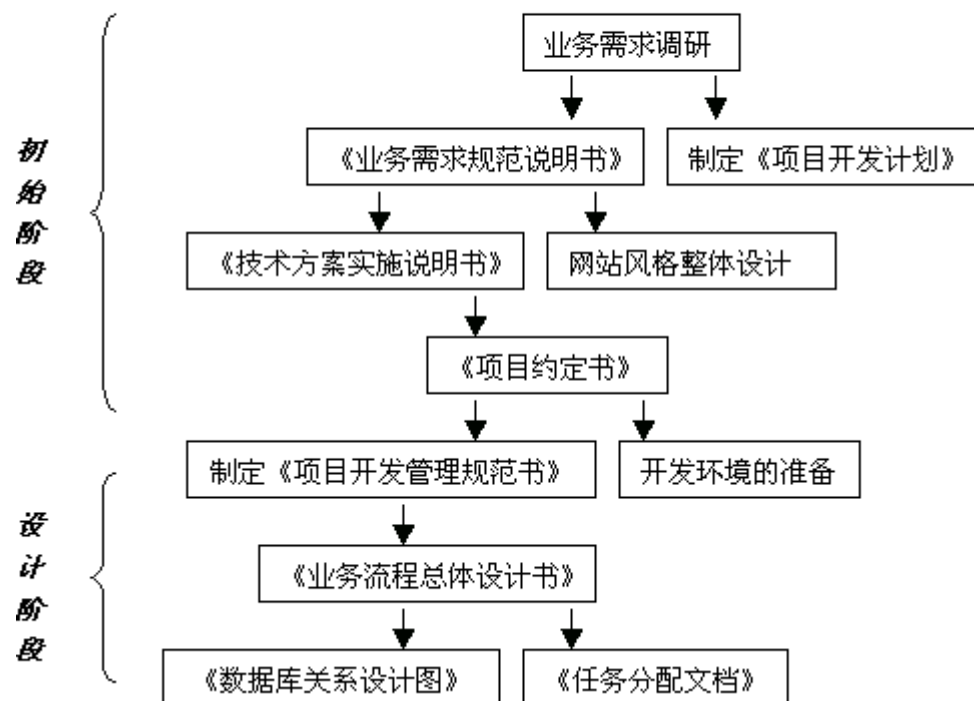 业务需求调研
《业务需求规范说明书》
制定《项目开发计划》
初始阶段
《技术方案实施说明书》
网站风格整体设计
《项目约定书》
制定《项目开发管理规范书》
开发环境的准备
设计阶段
《业务流程总体设计书》
《数据库关系设计图》
《任务分配文档》